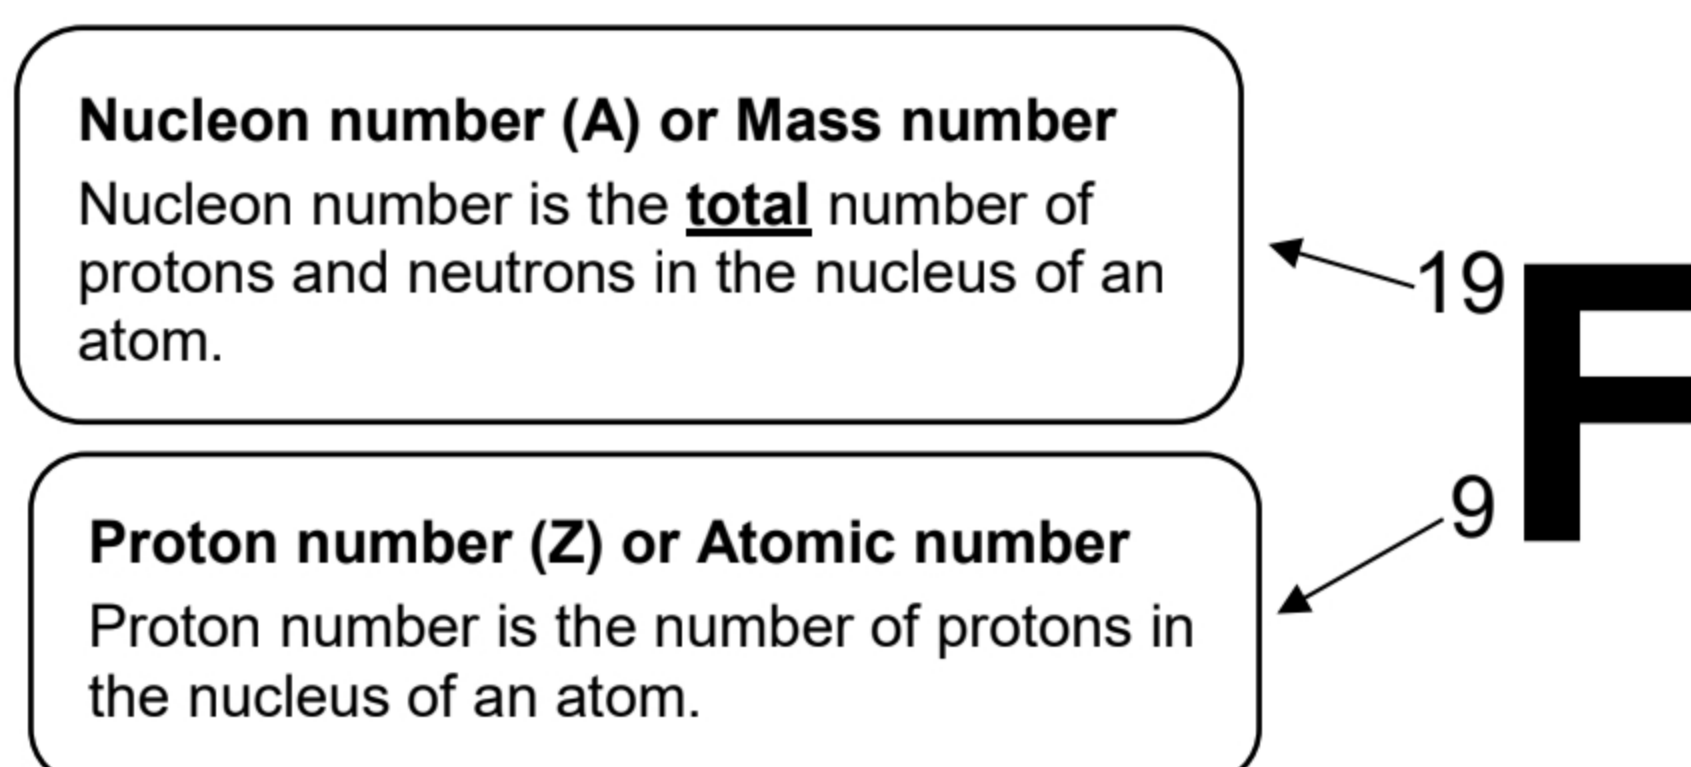 Nucleon number (A) or Mass number
Nucleon number is the total number of
protons and neutrons in the nucleus of an
atom.
19
F
9
Proton number (Z) or Atomic number
Proton number is the number of protons in
the nucleus of an atom.